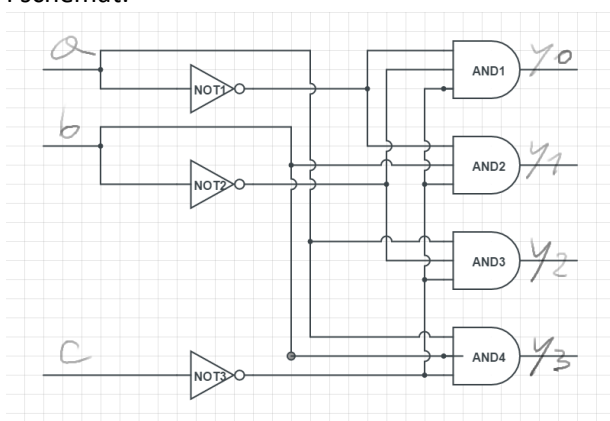 i schemat:
a
NOT1
AND1
y0
b
NOT2
AND2
y1
AND3
y2
c
NOT3
AND4
y3